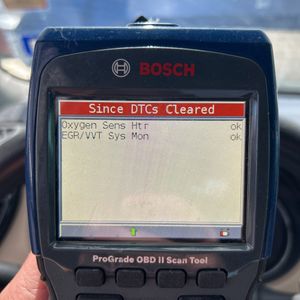 BOSCH
Since DTCs Cleared
Oxygen Sens Htr ok
EGR/VVT Sys Mon ok
ProGrade OBD II Scan Tool